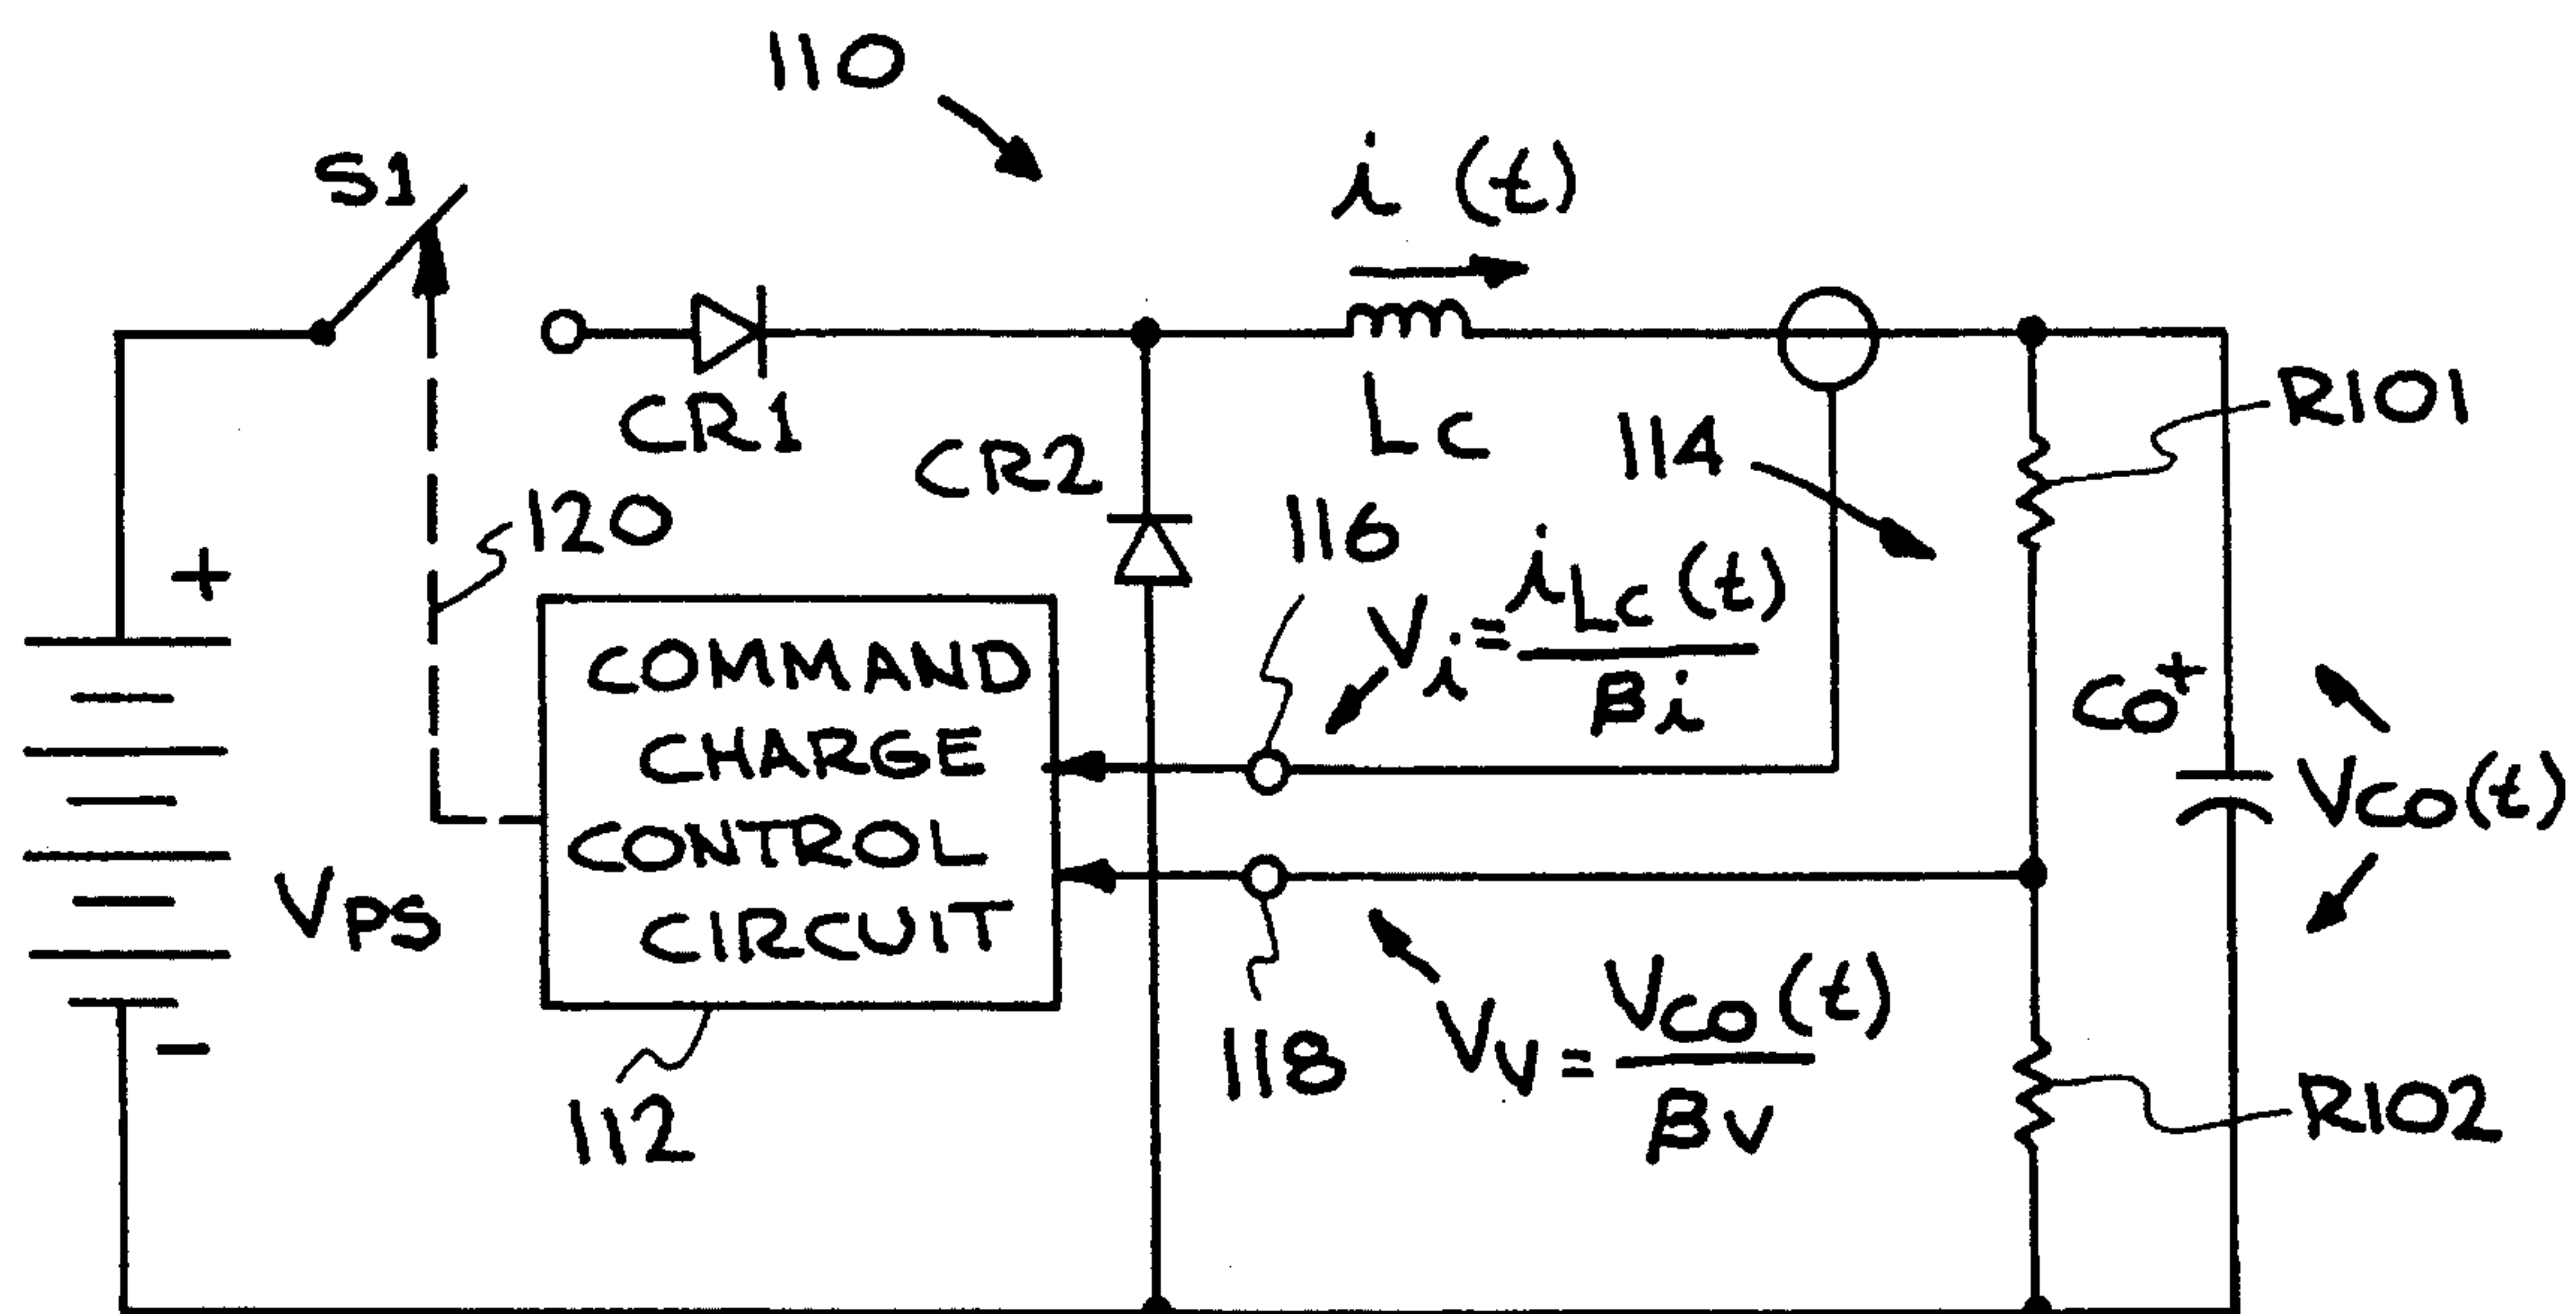 110
S1
i (t)
CR1
LC
R101
CR2
114
120
116
+
Vi = iLC (t) / βi
COMMAND
CHARGE
CONTROL
CIRCUIT
CO+
VCO(t)
VPS
VV = VCO (t) / βV
-
118
112
R102